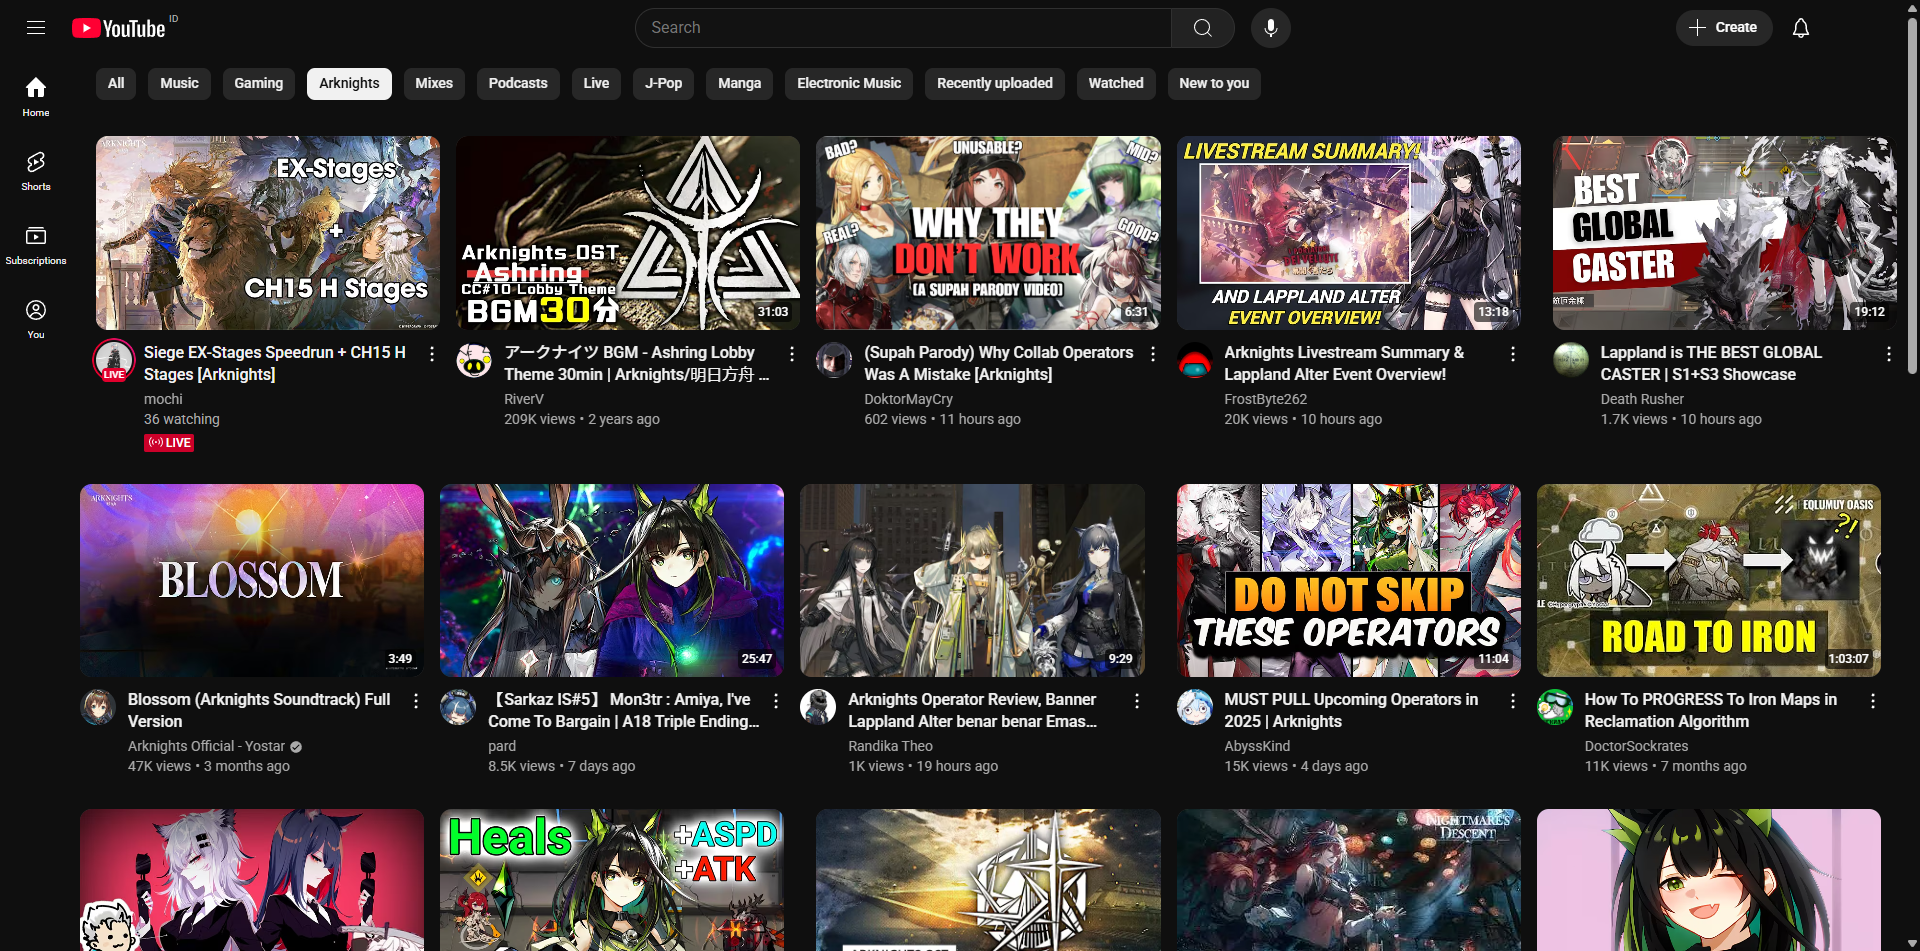 YouTube ID
Search
Create
Home
Shorts
Subscriptions
You
All
Music
Gaming
Arknights
Mixes
Podcasts
Live
J-Pop
Manga
Electronic Music
Recently uploaded
Watched
New to you
ARKNIGHTS
EX-Stages
+
CH15 H Stages
LIVE
Siege EX-Stages Speedrun + CH15 H
Stages [Arknights]
mochi
36 watching
LIVE
Arknights OST
Ashring
CC#10 Lobby Theme
BGM30分
31:03
アークナイツ BGM - Ashring Lobby
Theme 30min | Arknights/明日方舟 ...
RiverV
209K views • 2 years ago
BAD?
UNUSABLE?
MID?
REAL?
GOOD?
WHY THEY
DON'T WORK
(A SUPAH PARODY VIDEO)
6:31
(Supah Parody) Why Collab Operators
Was A Mistake [Arknights]
DoktorMayCry
602 views • 11 hours ago
LIVESTREAM SUMMARY!
AND LAPPLAND ALTER
EVENT OVERVIEW!
13:18
Arknights Livestream Summary &
Lappland Alter Event Overview!
FrostByte262
20K views • 10 hours ago
BEST
GLOBAL
CASTER
19:12
Lappland is THE BEST GLOBAL
CASTER | S1+S3 Showcase
Death Rusher
1.7K views • 10 hours ago
ARKNIGHTS
BLOSSOM
3:49
Blossom (Arknights Soundtrack) Full
Version
Arknights Official - Yostar
47K views • 3 months ago
25:47
【Sarkaz IS#5】 Mon3tr : Amiya, I've
Come To Bargain | A18 Triple Ending...
pard
8.5K views • 7 days ago
9:29
Arknights Operator Review, Banner
Lappland Alter benar benar Emas...
Randika Theo
1K views • 19 hours ago
DO NOT SKIP
THESE OPERATORS
11:04
MUST PULL Upcoming Operators in
2025 | Arknights
AbyssKind
15K views • 4 days ago
EQLUMUY OASIS
?!
ROAD TO IRON
1:03:07
How To PROGRESS To Iron Maps in
Reclamation Algorithm
DoctorSockrates
11K views • 7 months ago
Heals
+ASPD
+ATK
ARKNIGHTS OST
NIGHTMARE'S
DESCENT